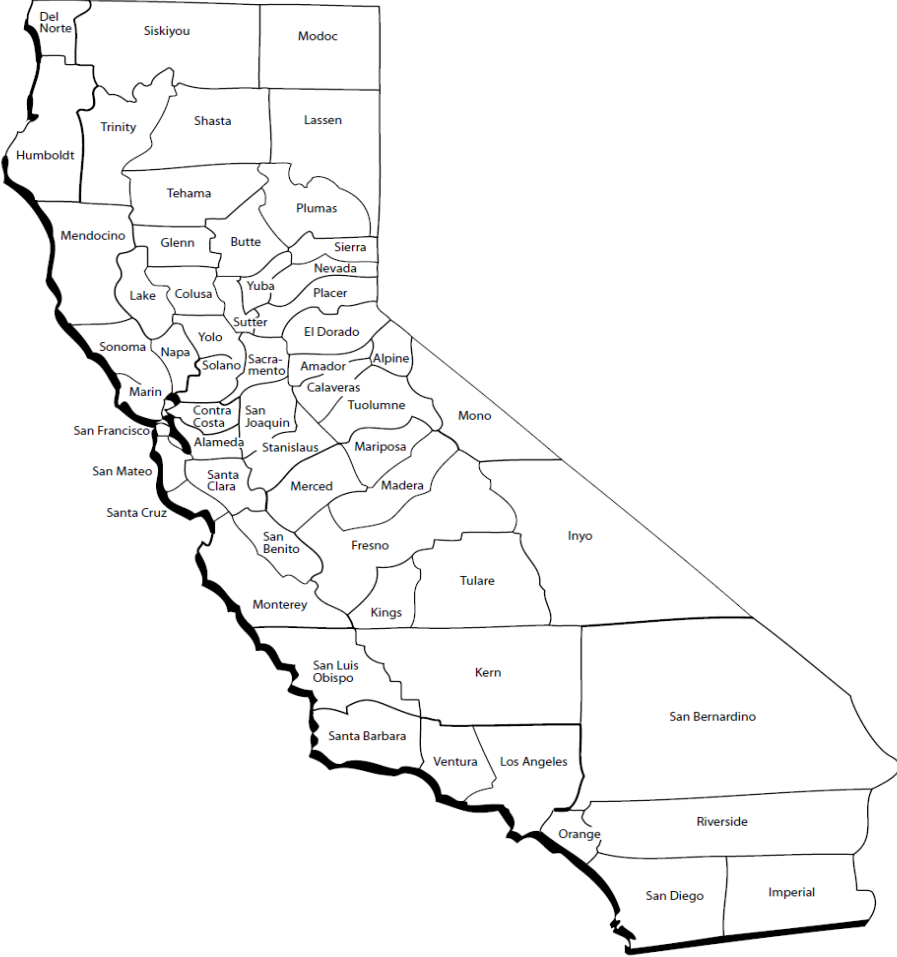 Del
Norte
Siskiyou
Modoc
Trinity
Shasta
Lassen
Humboldt
Tehama
Plumas
Mendocino
Glenn
Butte
Sierra
Nevada
Lake
Colusa
Yuba
Placer
Sutter
El Dorado
Sonoma
Napa
Yolo
Solano
Sacra-
mento
Amador
Alpine
Marin
Calaveras
Contra
Costa
San
Joaquin
Tuolumne
Mono
San Francisco
Alameda
Stanislaus
Mariposa
San Mateo
Santa
Clara
Merced
Madera
Santa Cruz
San
Benito
Fresno
Inyo
Monterey
Kings
Tulare
San Luis
Obispo
Kern
San Bernardino
Santa Barbara
Ventura
Los Angeles
Orange
Riverside
San Diego
Imperial